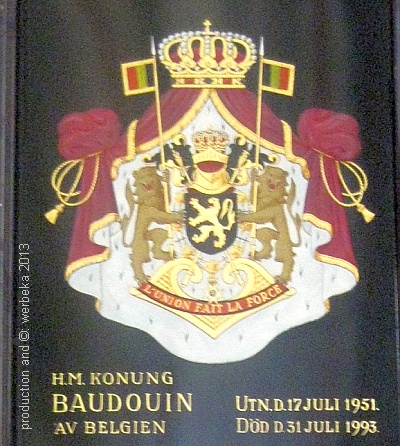 L'UNION FAIT LA FORCE
H.M. KONUNG
BAUDOUIN
AV BELGIEN
UTN.D.17 JULI 1951.
DÖD D.31 JULI 1993.
production and © werbeka 2013